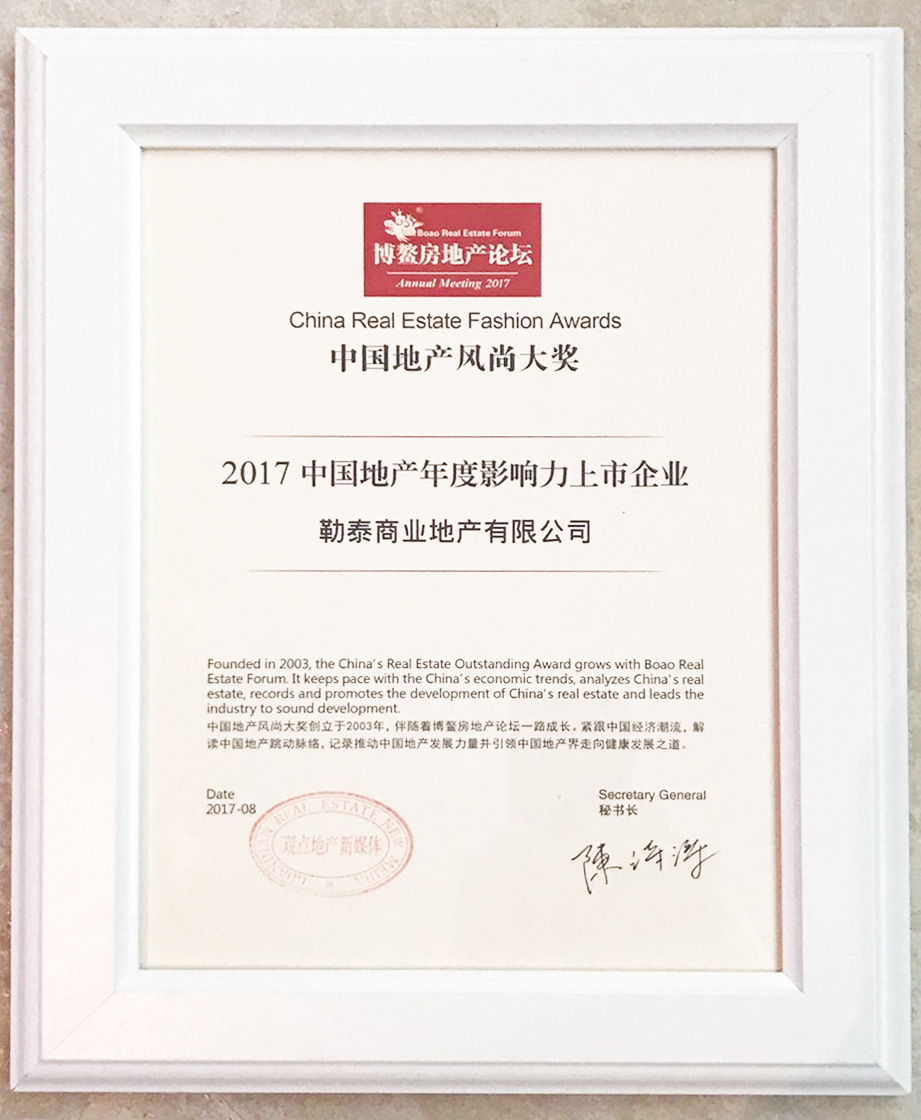 Boao Real Estate Forum
博鳌房地产论坛
Annual Meeting 2017
China Real Estate Fashion Awards
中国地产风尚大奖
2017 中国地产年度影响力上市企业
勒泰商业地产有限公司
Founded in 2003, the China's Real Estate Outstanding Award grows with Boao Real
Estate Forum. It keeps pace with the China's economic trends, analyzes China's real
estate, records and promotes the development of China's real estate and leads the
industry to sound development.
中国地产风尚大奖创立于2003年，伴随着博鳌房地产论坛一路成长。紧跟中国经济潮流，解
读中国地产跳动脉络，记录推动中国地产发展力量并引领中国地产界走向健康发展之道。
Date
2017-08
GUANDIAN REAL ESTATE NEW MEDIA
观点地产新媒体
Secretary General
秘书长